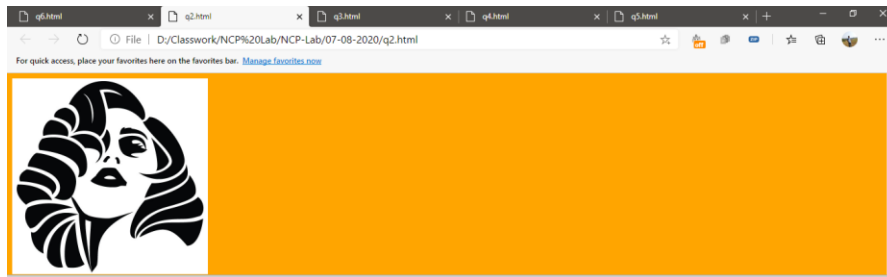 q6.html q2.html q3.html q4.html q5.html
File D:/Classwork/NCP%20Lab/NCP-Lab/07-08-2020/q2.html
off
For quick access, place your favorites here on the favorites bar. Manage favorites now